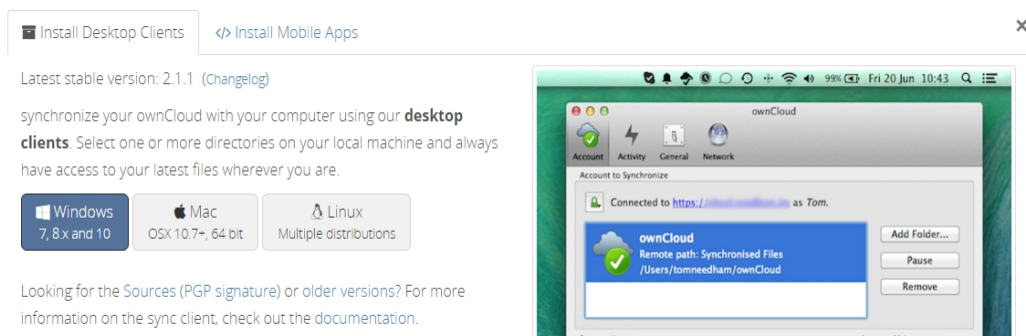 Install Desktop Clients
</> Install Mobile Apps
Latest stable version: 2.1.1 (Changelog)
synchronize your ownCloud with your computer using our desktop
clients. Select one or more directories on your local machine and always
have access to your latest files wherever you are.
Windows
7, 8.x and 10
Mac
OSX 10.7+, 64 bit
Linux
Multiple distributions
Looking for the Sources (PGP signature) or older versions? For more
information on the sync client, check out the documentation.
99% Fri 20 Jun 10:43
ownCloud
Account Activity General Network
Account to Synchronize
Connected to https:/ as Tom.
ownCloud
Remote path: Synchronised Files
/Users/tomneedham/ownCloud
Add Folder...
Pause
Remove